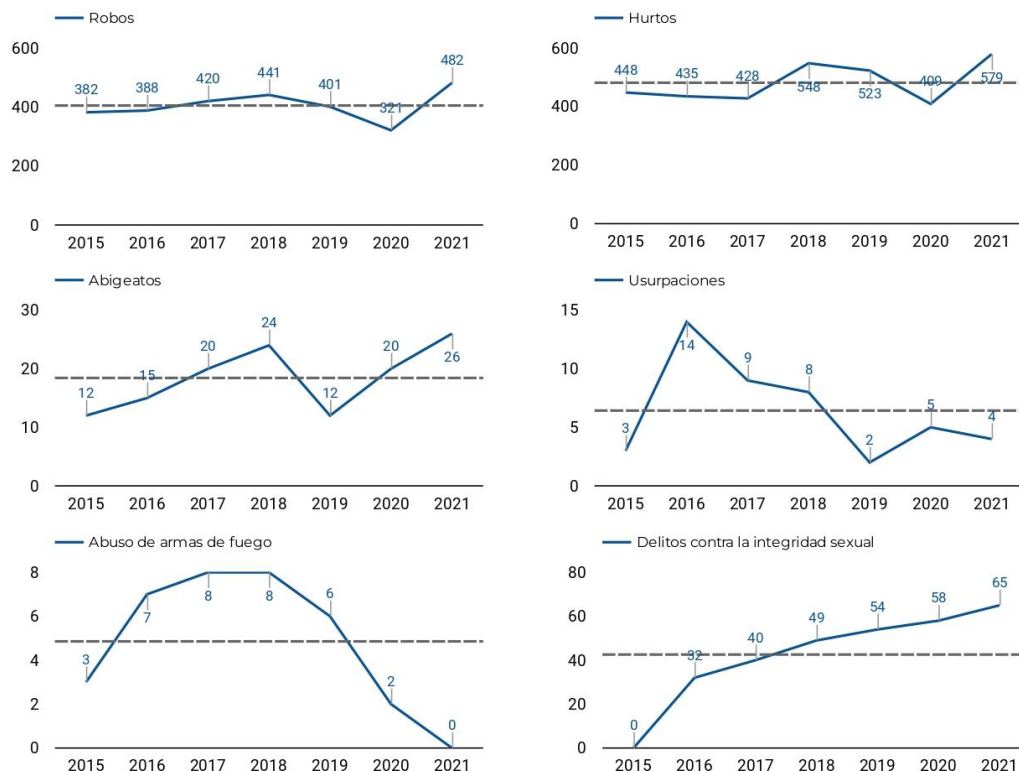 Robos
600
400
200
0
382 388 420 441 401 321 482
2015 2016 2017 2018 2019 2020 2021
Hurtos
600
400
200
0
448 435 428 548 523 409 579
2015 2016 2017 2018 2019 2020 2021
Abigeatos
30
20
10
0
12 15 20 24 12 20 26
2015 2016 2017 2018 2019 2020 2021
Usurpaciones
15
10
5
0
3 14 9 8 2 5 4
2015 2016 2017 2018 2019 2020 2021
Abuso de armas de fuego
8
6
4
2
0
3 7 8 8 6 2 0
2015 2016 2017 2018 2019 2020 2021
Delitos contra la integridad sexual
80
60
40
20
0
0 32 40 49 54 58 65
2015 2016 2017 2018 2019 2020 2021